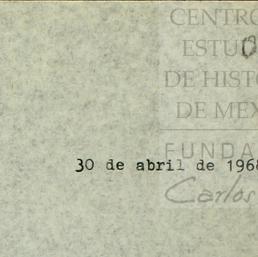 CENTRO
ESTU
DE HISTO
DE MEX
FUNDA
30 de abril de 1968
Carlos